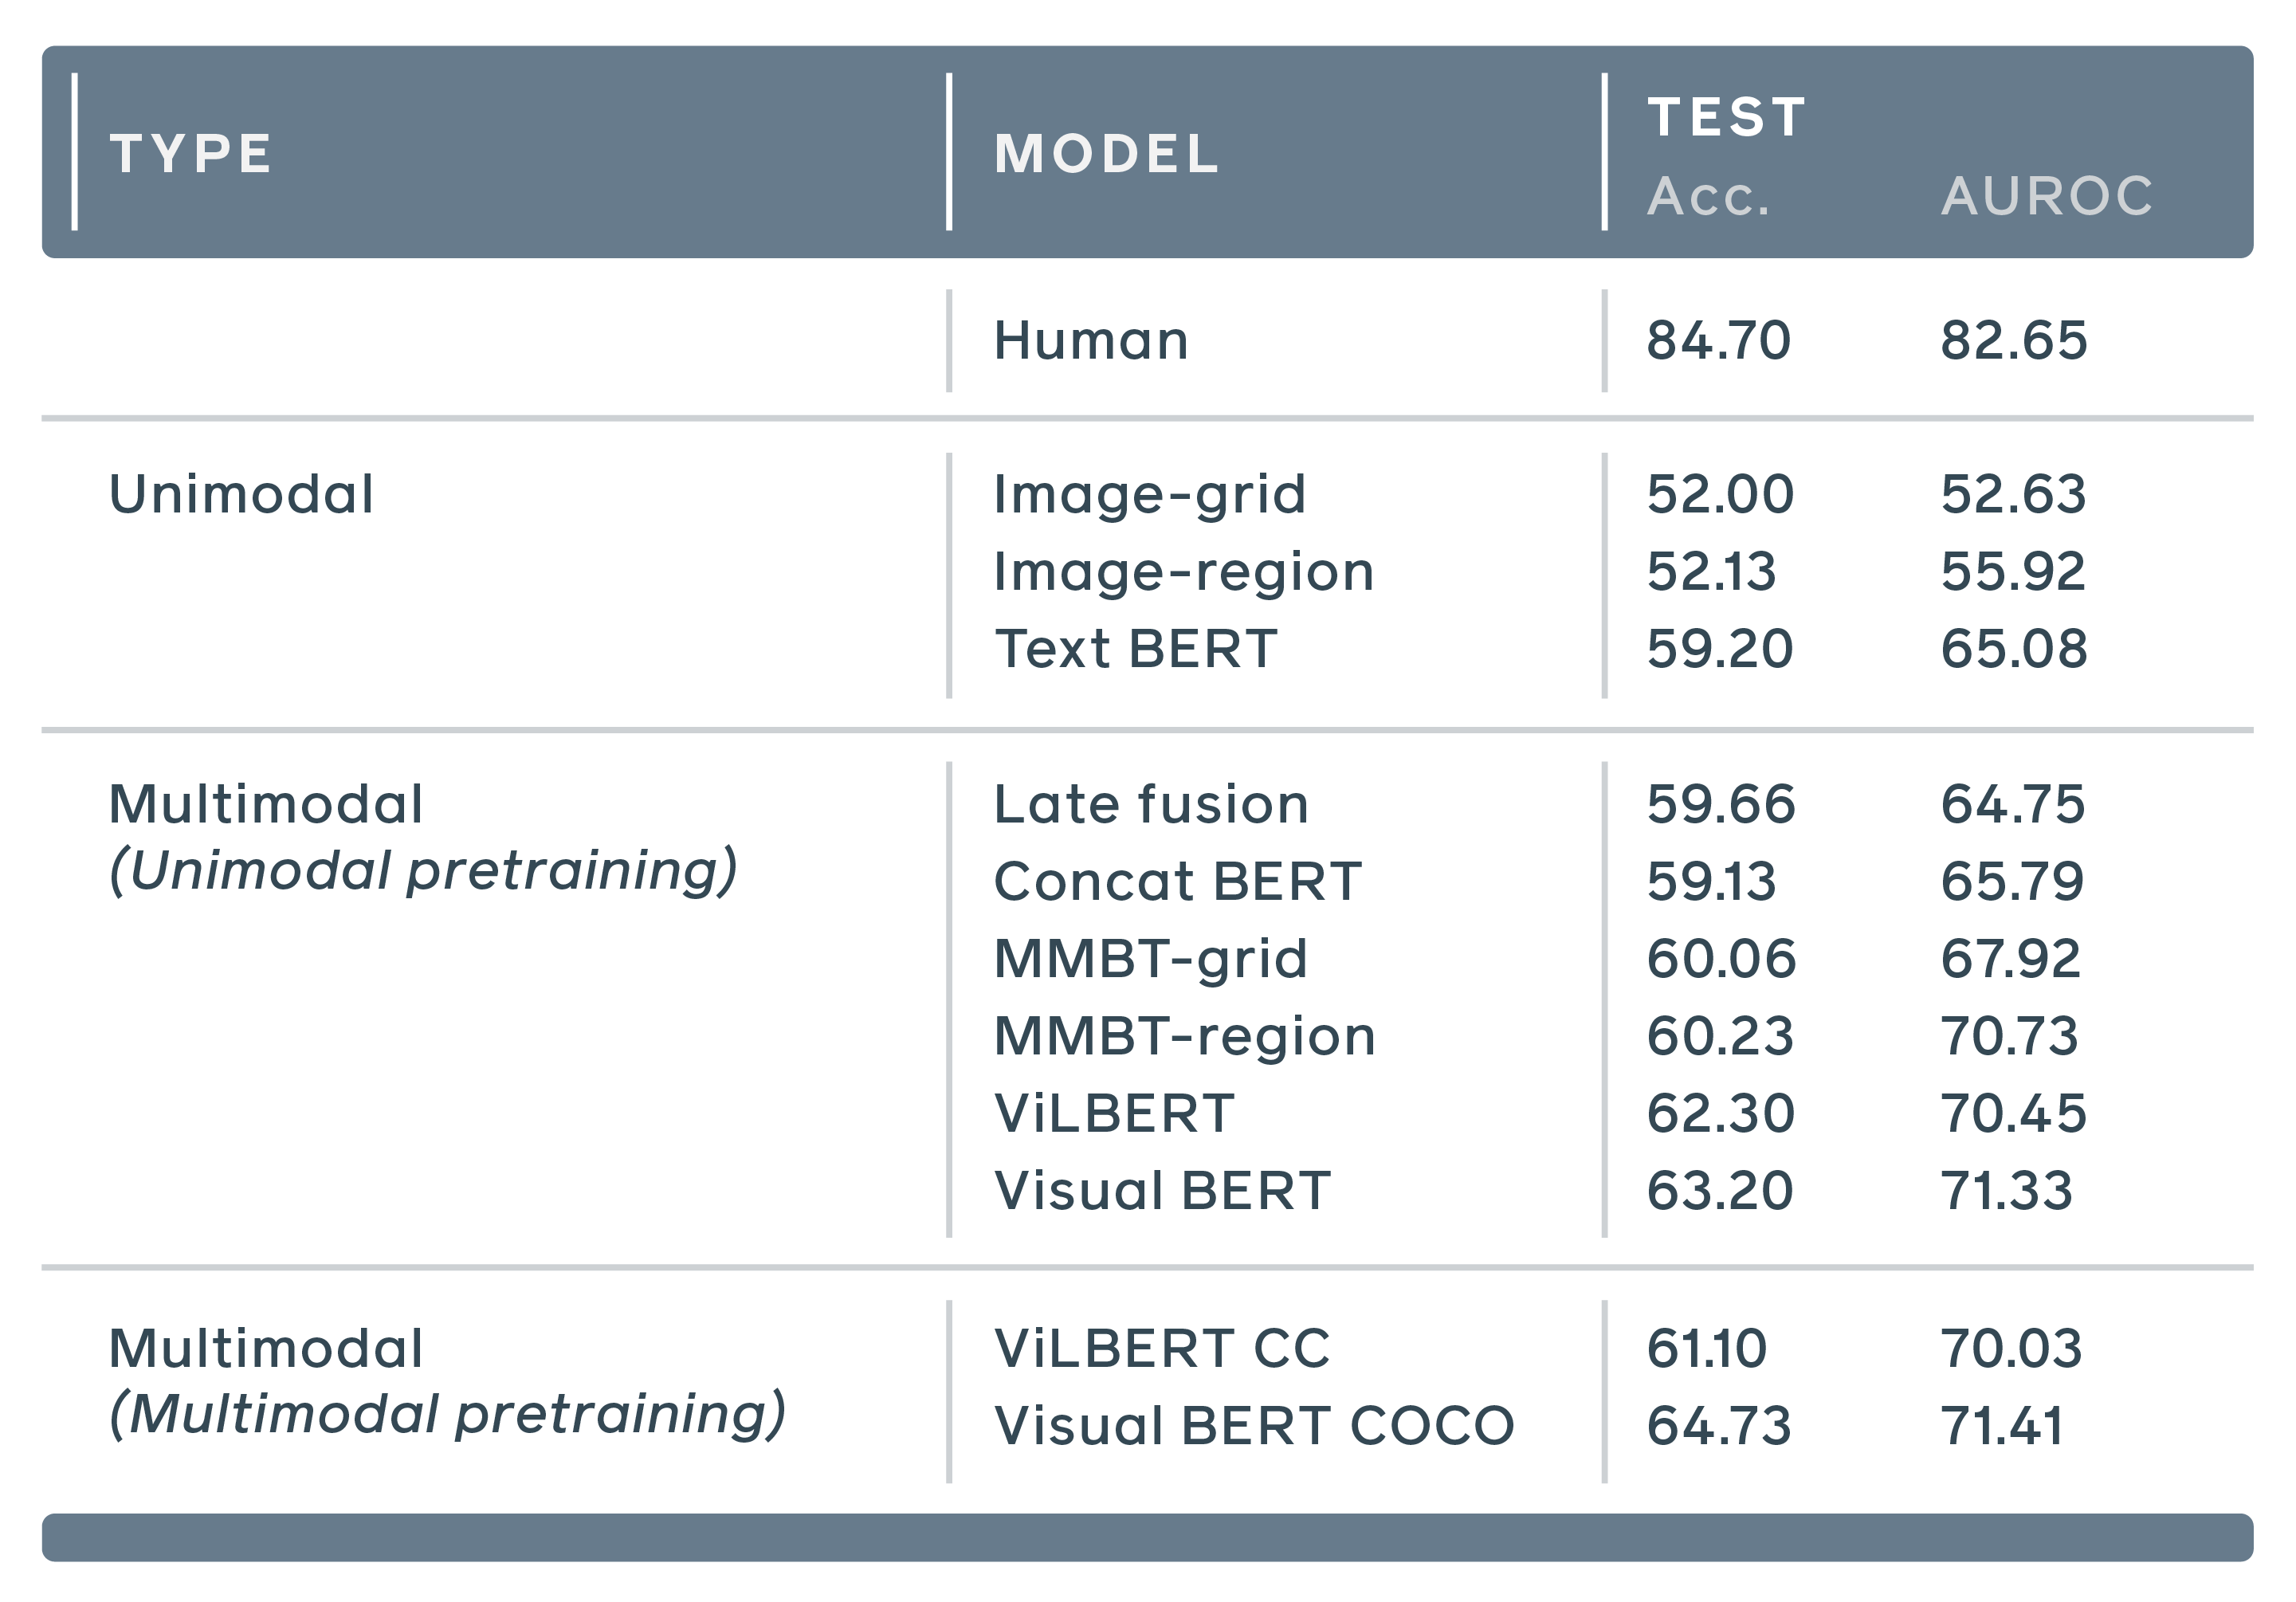 TYPE MODEL TEST
Acc. AUROC
Human 84.70 82.65
Unimodal Image-grid 52.00 52.63
Image-region 52.13 55.92
Text BERT 59.20 65.08
Multimodal Late fusion 59.66 64.75
(Unimodal pretraining) Concat BERT 59.13 65.79
MMBT-grid 60.06 67.92
MMBT-region 60.23 70.73
ViLBERT 62.30 70.45
Visual BERT 63.20 71.33
Multimodal ViLBERT CC 61.10 70.03
(Multimodal pretraining) Visual BERT COCO 64.73 71.41